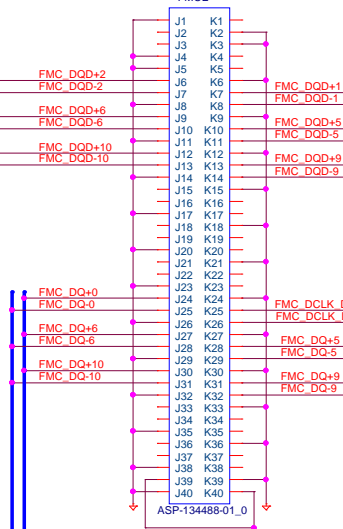 J1 K1
J2 K2
J3 K3
J4 K4
J5 K5
FMC_DQD+2 J6 K6
FMC_DQD-2 J7 K7 FMC_DQD+1
J8 K8 FMC_DQD-1
FMC_DQD+6 J9 K9
FMC_DQD-6 J10 K10 FMC_DQD+5
J11 K11 FMC_DQD-5
FMC_DQD+10 J12 K12
FMC_DQD-10 J13 K13 FMC_DQD+9
J14 K14 FMC_DQD-9
J15 K15
J16 K16
J17 K17
J18 K18
J19 K19
J20 K20
J21 K21
J22 K22
J23 K23
FMC_DQ+0 J24 K24
FMC_DQ-0 J25 K25 FMC_DCLK_
J26 K26 FMC_DCLK_
FMC_DQ+6 J27 K27
FMC_DQ-6 J28 K28 FMC_DQ+5
J29 K29 FMC_DQ-5
FMC_DQ+10 J30 K30
FMC_DQ-10 J31 K31 FMC_DQ+9
J32 K32 FMC_DQ-9
J33 K33
J34 K34
J35 K35
J36 K36
J37 K37
J38 K38
J39 K39
J40 K40
ASP-134488-01_0